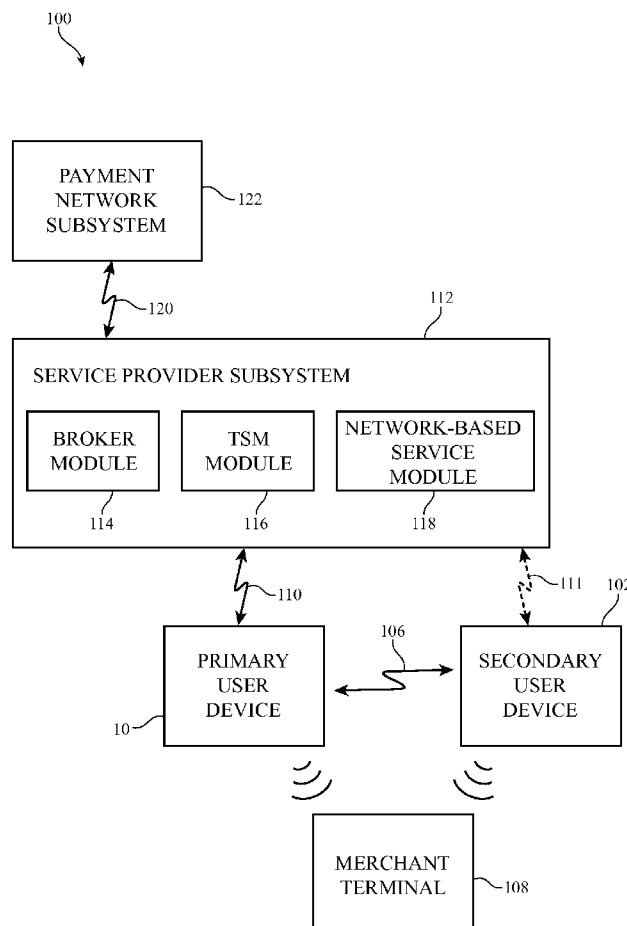 100
PAYMENT
NETWORK
SUBSYSTEM
122
120
112
SERVICE PROVIDER SUBSYSTEM
BROKER
MODULE
TSM
MODULE
NETWORK-BASED
SERVICE
MODULE
114
116
118
110
111
102
106
PRIMARY
USER
DEVICE
SECONDARY
USER
DEVICE
10
MERCHANT
TERMINAL
108